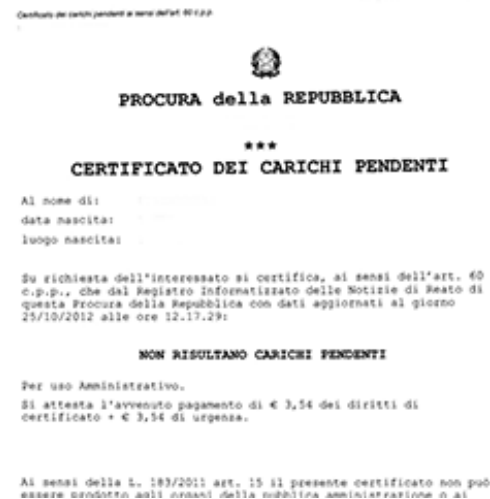 Certificato dei carichi pendenti ai sensi dell'art. 60 c.p.p.
PROCURA della REPUBBLICA
***
CERTIFICATO DEI CARICHI PENDENTI
Al nome di:
data nascita:
luogo nascita:
Su richiesta dell'interessato si certifica, ai sensi dell'art. 60
c.p.p., che dal Registro Informatizzato delle Notizie di Reato di
questa Procura della Repubblica con dati aggiornati al giorno
25/10/2012 alle ore 12.17.29:
NON RISULTANO CARICHI PENDENTI
Per uso Amministrativo.
Si attesta l'avvenuto pagamento di € 3,54 dei diritti di
certificato + € 3,54 di urgenza.
Ai sensi della L. 183/2011 art. 15 il presente certificato non può
essere prodotto agli organi della pubblica amministrazione o ai